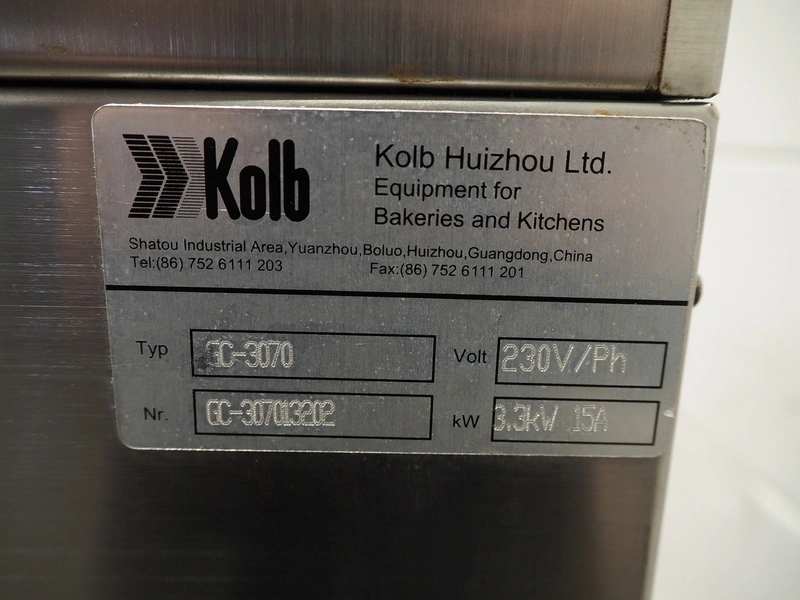 Kolb
Kolb Huizhou Ltd.
Equipment for
Bakeries and Kitchens
Shatou Industrial Area,Yuanzhou,Boluo,Huizhou,Guangdong,China
Tel:(86) 752 6111 203 Fax:(86) 752 6111 201
Typ GC-3070 Volt 230V/Ph
Nr. GC-307013202 kW 3.3kW 15A